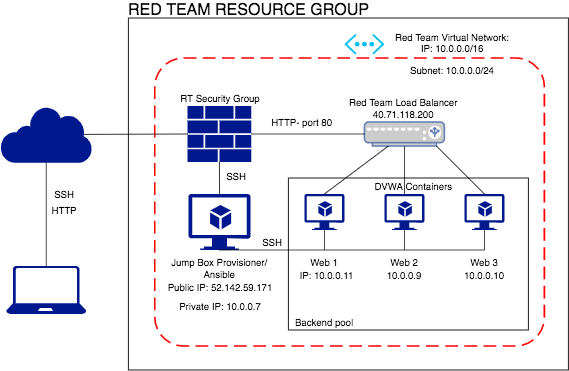 RED TEAM RESOURCE GROUP
Red Team Virtual Network:
IP: 10.0.0.0/16
Subnet: 10.0.0.0/24
RT Security Group
Red Team Load Balancer
40.71.118.200
HTTP- port 80
SSH
HTTP
SSH
DVWA Containers
SSH
Jump Box Provisioner/
Ansible
Public IP: 52.142.59.171
Private IP: 10.0.0.7
Web 1
IP: 10.0.0.11
Web 2
10.0.0.9
Web 3
10.0.0.10
Backend pool